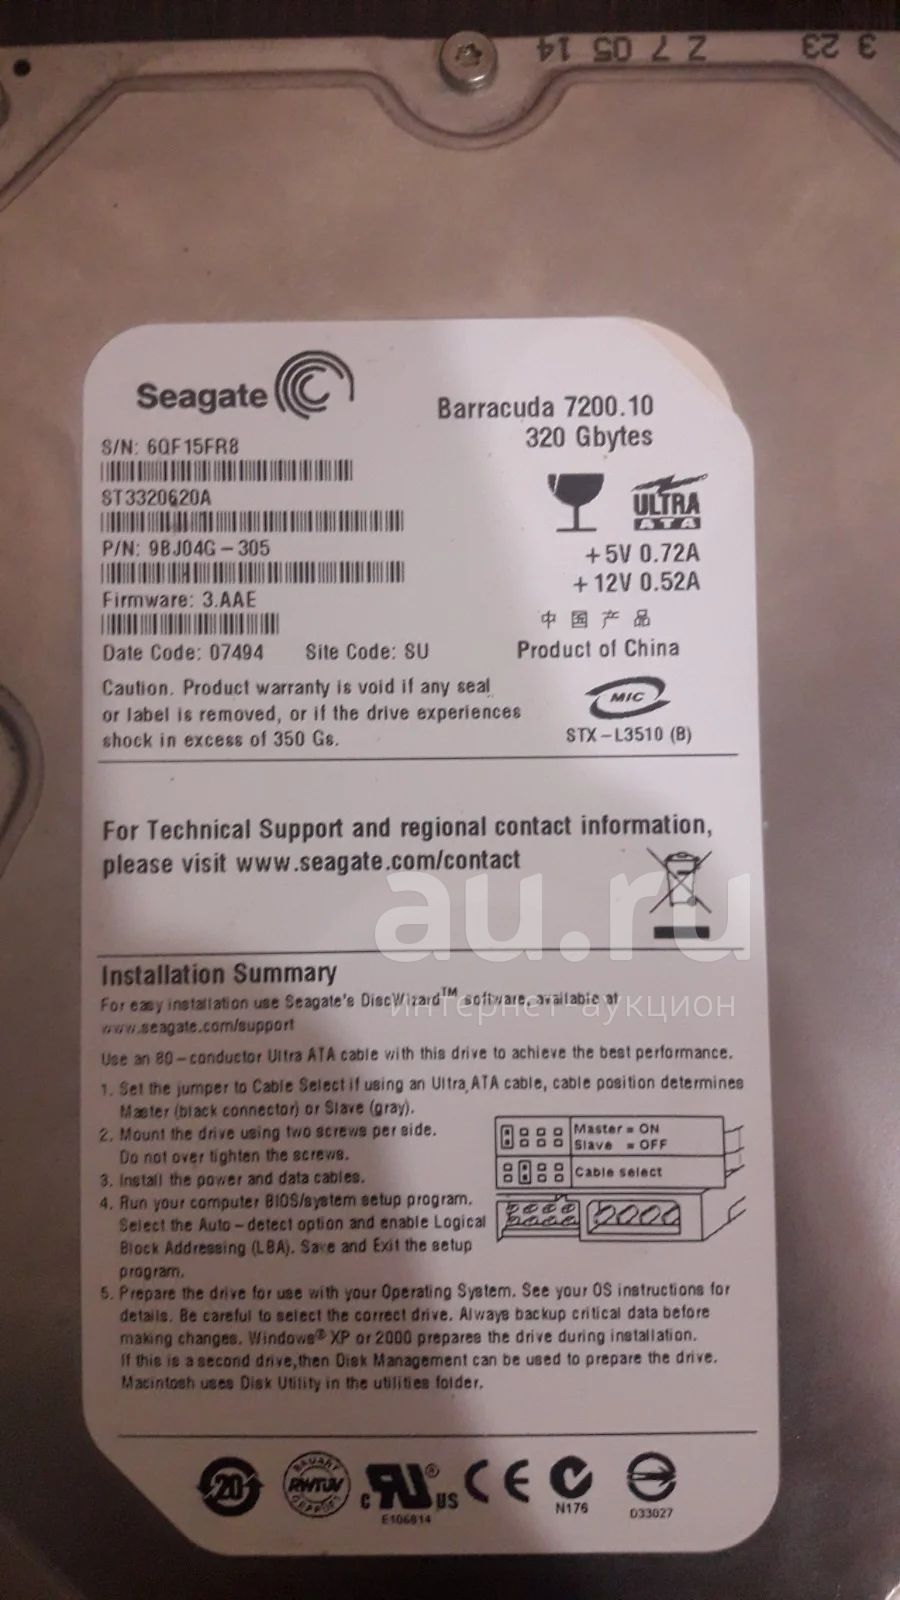 3 23 Z 7 05 14
Seagate
Barracuda 7200.10
320 Gbytes
S/N: 6QF15FR8
ST3320620A
P/N: 9BJ04G-305
Firmware: 3.AAE
Date Code: 07494 Site Code: SU
ULTRA
ATA
+5V 0.72A
+12V 0.52A
中国产品
Product of China
Caution. Product warranty is void if any seal
or label is removed, or if the drive experiences
shock in excess of 350 Gs.
MIC
STX-L3510 (B)
For Technical Support and regional contact information,
please visit www.seagate.com/contact
au.ru
интернет-аукцион
Installation Summary
For easy installation use Seagate's DiscWizard™ software, available at
www.seagate.com/support
Use an 80-conductor Ultra ATA cable with this drive to achieve the best performance.
1. Set the jumper to Cable Select if using an Ultra ATA cable, cable position determines
Master (black connector) or Slave (gray).
2. Mount the drive using two screws per side.
Do not over tighten the screws.
3. Install the power and data cables.
4. Run your computer BIOS/system setup program.
Select the Auto-detect option and enable Logical
Block Addressing (LBA). Save and Exit the setup
program.
Master = ON
Slave = OFF
Cable select
5. Prepare the drive for use with your Operating System. See your OS instructions for
details. Be careful to select the correct drive. Always backup critical data before
making changes. Windows® XP or 2000 prepares the drive during installation.
If this is a second drive, then Disk Management can be used to prepare the drive.
Macintosh uses Disk Utility in the utilities folder.
20
BAUART
RWTUV
GEPRUFT
c RU® US
E106814
CE
N176
D33027